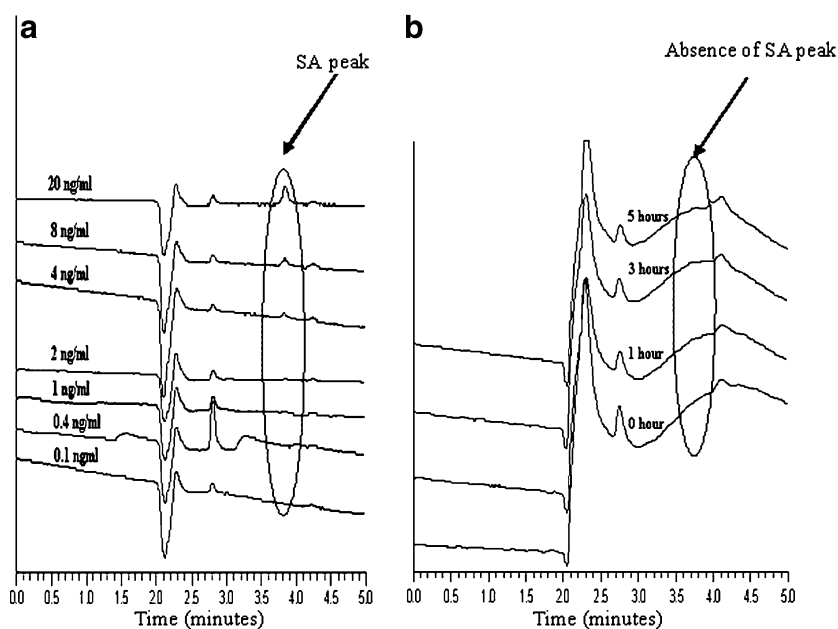 a
SA peak
20 ng/ml
8 ng/ml
4 ng/ml
2 ng/ml
1 ng/ml
0.4 ng/ml
0.1 ng/ml
0.0 0.5 1.0 1.5 2.0 2.5 3.0 3.5 4.0 4.5 5.0
Time (minutes)
b
Absence of SA peak
5 hours
3 hours
1 hour
0 hour
0.0 0.5 1.0 1.5 2.0 2.5 3.0 3.5 4.0 4.5 5.0
Time (minutes)